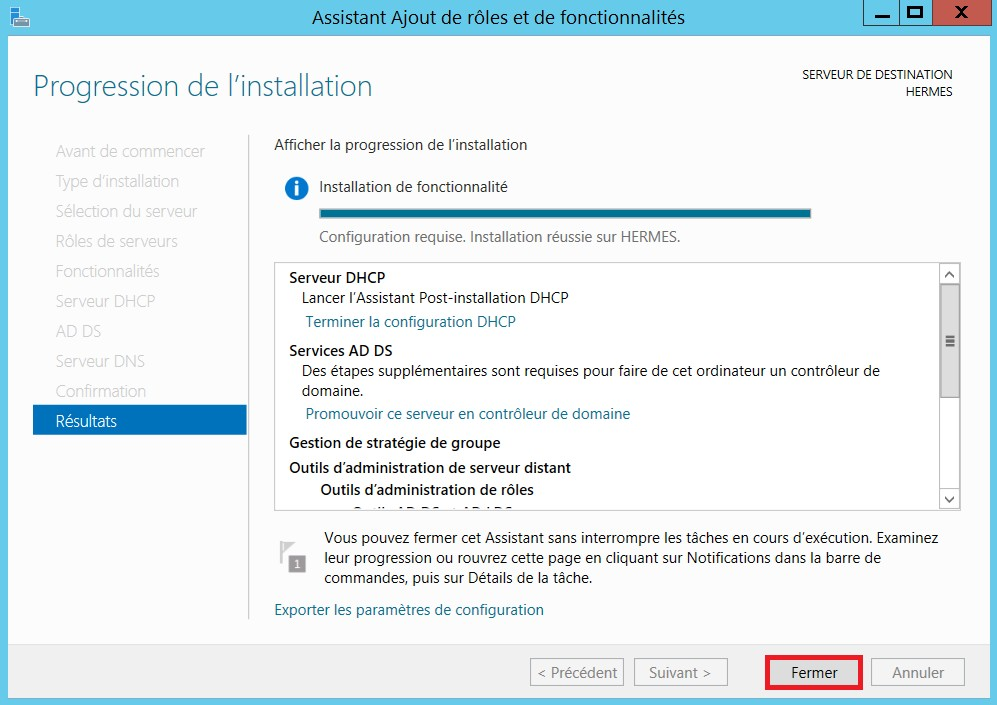 Assistant Ajout de rôles et de fonctionnalités
Progression de l'installation
SERVEUR DE DESTINATION
HERMES
Avant de commencer
Type d'installation
Sélection du serveur
Rôles de serveurs
Fonctionnalités
Serveur DHCP
AD DS
Serveur DNS
Confirmation
Résultats
Afficher la progression de l'installation
Installation de fonctionnalité
Configuration requise. Installation réussie sur HERMES.
Serveur DHCP
Lancer l'Assistant Post-installation DHCP
Terminer la configuration DHCP
Services AD DS
Des étapes supplémentaires sont requises pour faire de cet ordinateur un contrôleur de
domaine.
Promouvoir ce serveur en contrôleur de domaine
Gestion de stratégie de groupe
Outils d'administration de serveur distant
Outils d'administration de rôles
1
Vous pouvez fermer cet Assistant sans interrompre les tâches en cours d'exécution. Examinez
leur progression ou rouvrez cette page en cliquant sur Notifications dans la barre de
commandes, puis sur Détails de la tâche.
Exporter les paramètres de configuration
< Précédent
Suivant >
Fermer
Annuler